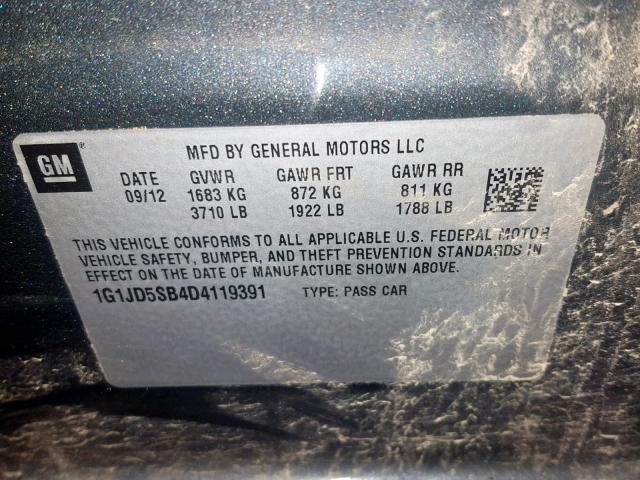 GM®
MFD BY GENERAL MOTORS LLC
DATE GVWR GAWR FRT GAWR RR
09/12 1683 KG 872 KG 811 KG
3710 LB 1922 LB 1788 LB
THIS VEHICLE CONFORMS TO ALL APPLICABLE U.S. FEDERAL MOTOR
VEHICLE SAFETY, BUMPER, AND THEFT PREVENTION STANDARDS IN
EFFECT ON THE DATE OF MANUFACTURE SHOWN ABOVE.
1G1JD5SB4D4119391 TYPE: PASS CAR